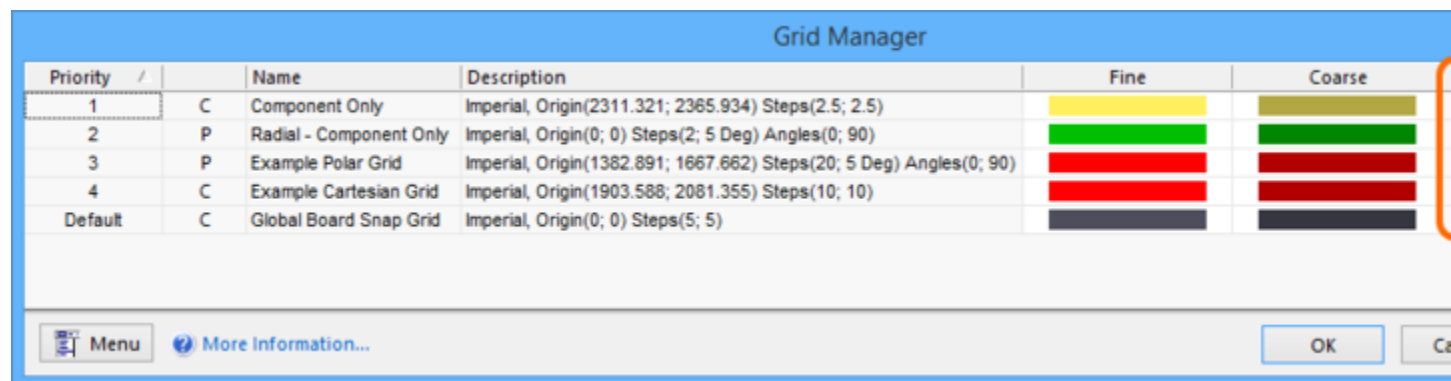 Grid Manager
Priority Name Description Fine Coarse
1 C Component Only Imperial, Origin(2311.321; 2365.934) Steps(2.5; 2.5)
2 P Radial - Component Only Imperial, Origin(0; 0) Steps(2; 5 Deg) Angles(0; 90)
3 P Example Polar Grid Imperial, Origin(1382.891; 1667.662) Steps(20; 5 Deg) Angles(0; 90)
4 C Example Cartesian Grid Imperial, Origin(1903.588; 2081.355) Steps(10; 10)
Default C Global Board Snap Grid Imperial, Origin(0; 0) Steps(5; 5)
Menu More Information... OK Ca